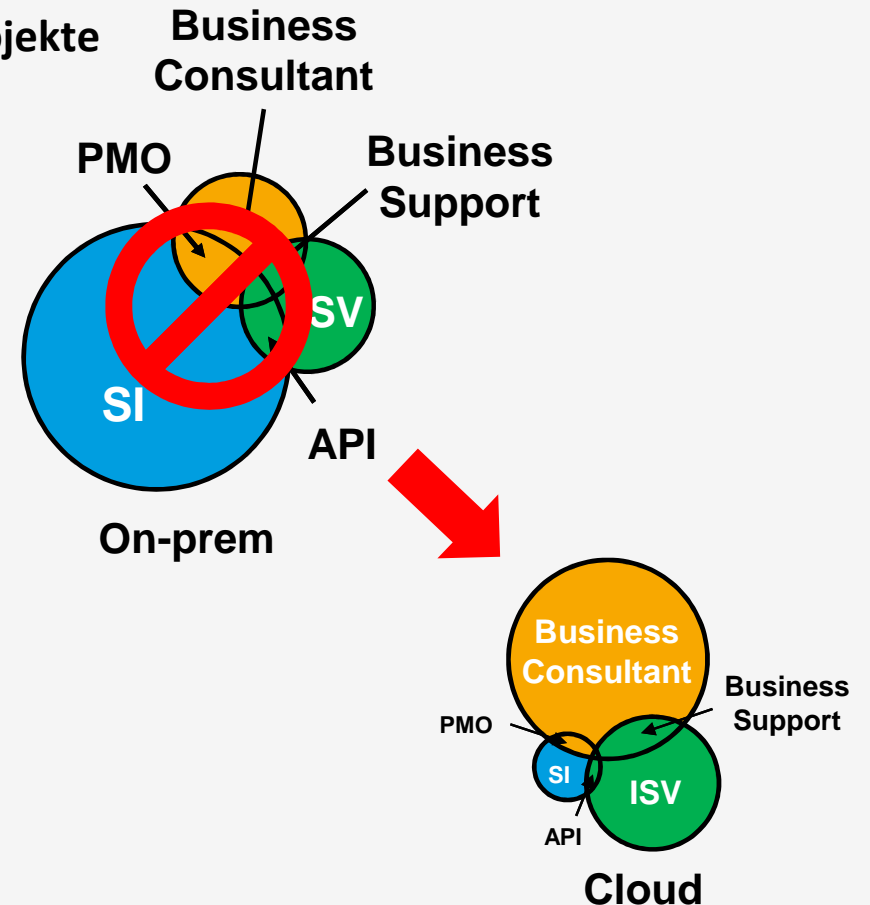 ojekte
Business
Consultant
PMO
Business
Support
SV
SI
API
On-prem
Business
Consultant
Business
Support
PMO
SI
ISV
API
Cloud